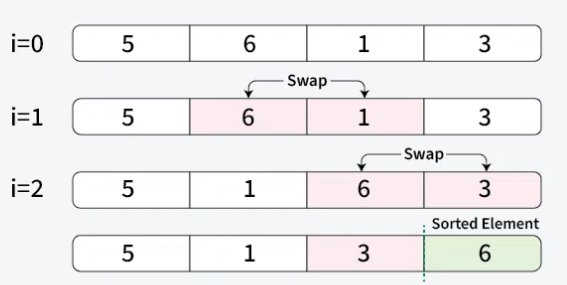 i=0 5 6 1 3
Swap
i=1 5 6 1 3
Swap
i=2 5 1 6 3
Sorted Element
5 1 3 6